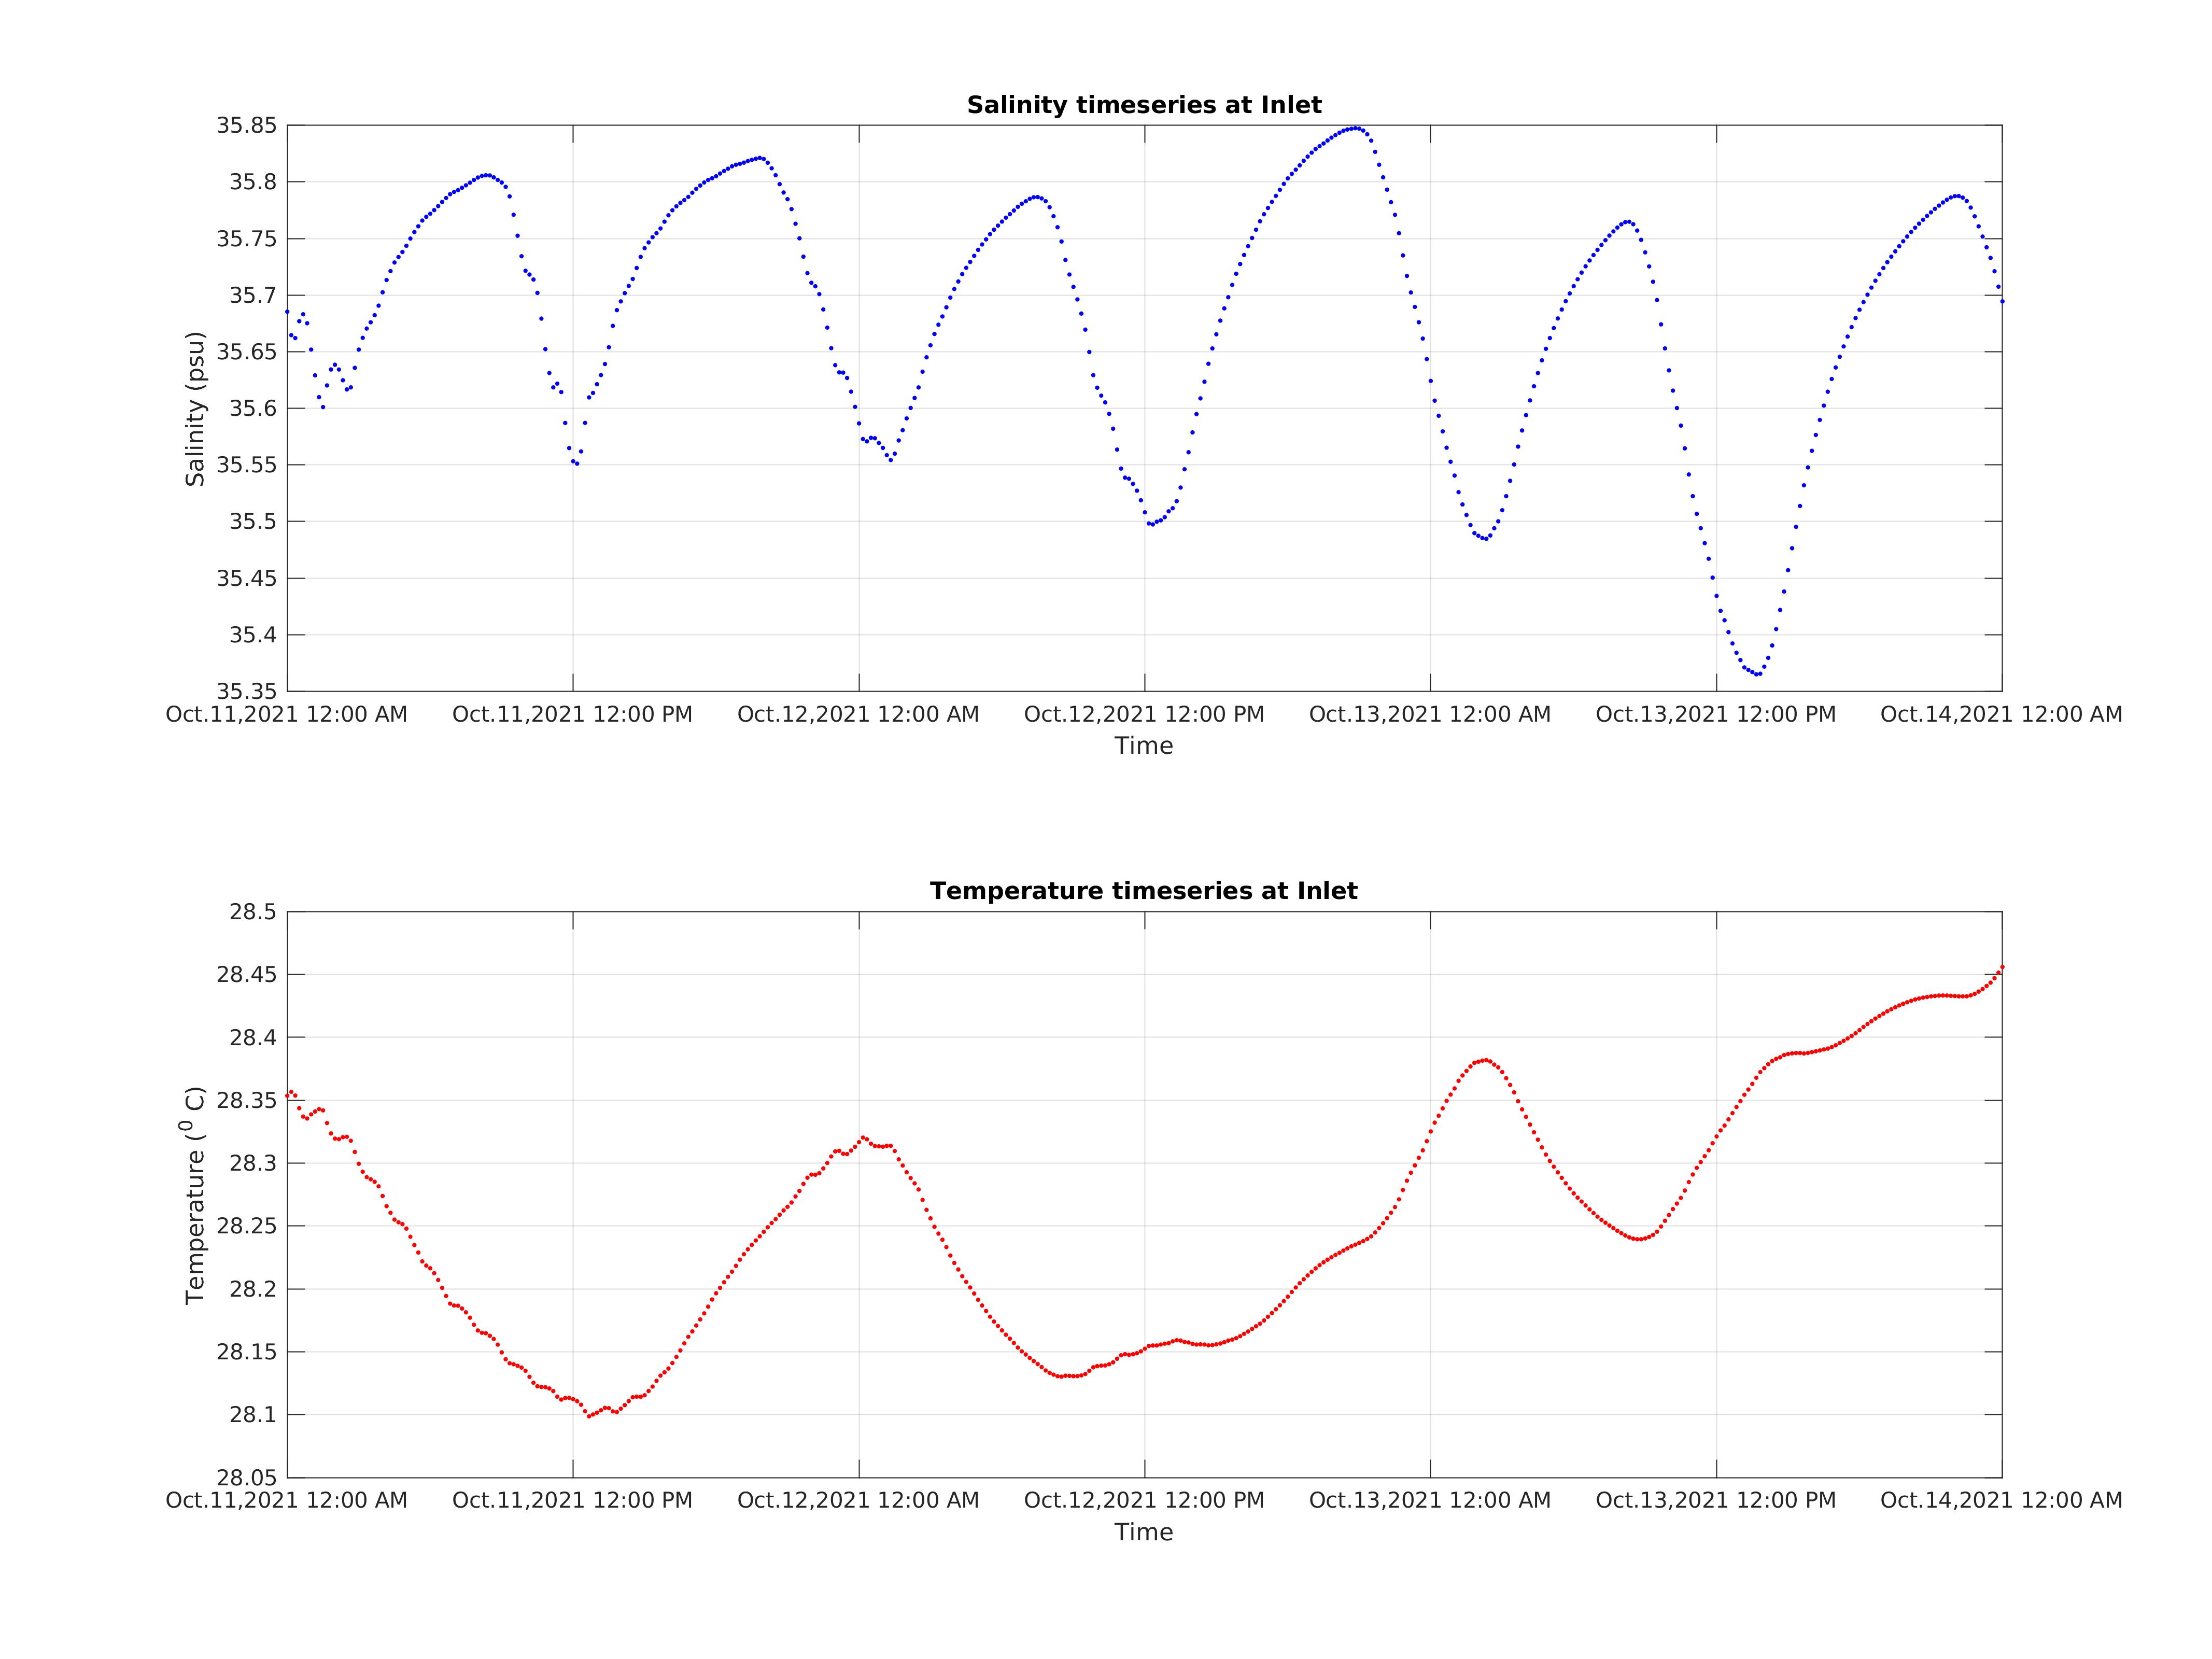 Salinity timeseries at Inlet
35.85
35.8
35.75
35.7
35.65
35.6
35.55
35.5
35.45
35.4
35.35
Salinity (psu)
Oct.11,2021 12:00 AM Oct.11,2021 12:00 PM Oct.12,2021 12:00 AM Oct.12,2021 12:00 PM Oct.13,2021 12:00 AM Oct.13,2021 12:00 PM Oct.14,2021 12:00 AM
Time
Temperature timeseries at Inlet
28.5
28.45
28.4
28.35
28.3
28.25
28.2
28.15
28.1
28.05
Temperature (⁰ C)
Oct.11,2021 12:00 AM Oct.11,2021 12:00 PM Oct.12,2021 12:00 AM Oct.12,2021 12:00 PM Oct.13,2021 12:00 AM Oct.13,2021 12:00 PM Oct.14,2021 12:00 AM
Time